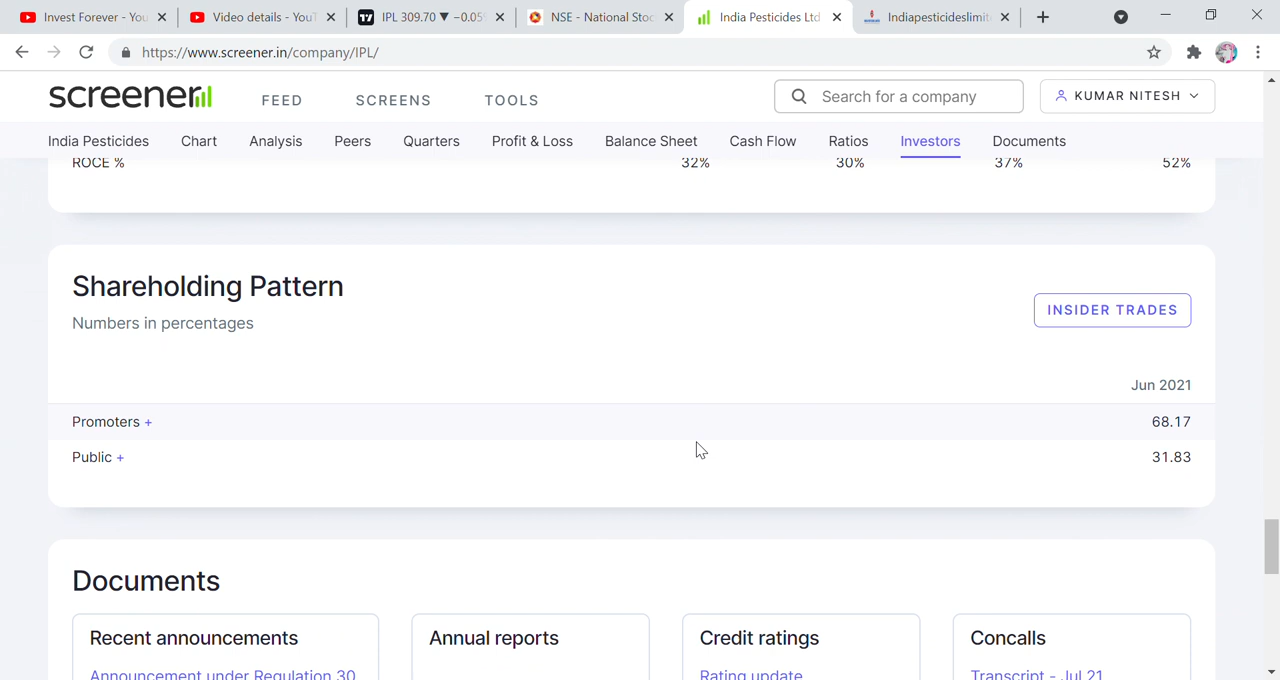 Invest Forever - You
Video details - YouT
IPL 309.70 ▼ −0.05
NSE - National Stoc
India Pesticides Ltd
Indiapesticideslimit
https://www.screener.in/company/IPL/
screener
FEED
SCREENS
TOOLS
Search for a company
KUMAR NITESH
India Pesticides
Chart
Analysis
Peers
Quarters
Profit & Loss
Balance Sheet
Cash Flow
Ratios
Investors
Documents
ROCE % 32% 30% 37% 52%
Shareholding Pattern
Numbers in percentages
INSIDER TRADES
Jun 2021
Promoters + 68.17
Public + 31.83
Documents
Recent announcements
Annual reports
Credit ratings
Concalls
Announcement under Regulation 30
Rating update
Transcript - Jul 21